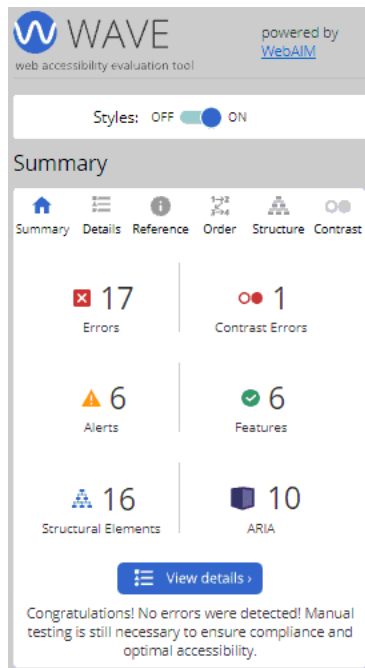 WAVE
powered by
WebAIM
web accessibility evaluation tool
Styles: OFF ON
Summary
Summary Details Reference Order Structure Contrast
17 1
Errors Contrast Errors
6 6
Alerts Features
16 10
Structural Elements ARIA
View details ›
Congratulations! No errors were detected! Manual
testing is still necessary to ensure compliance and
optimal accessibility.